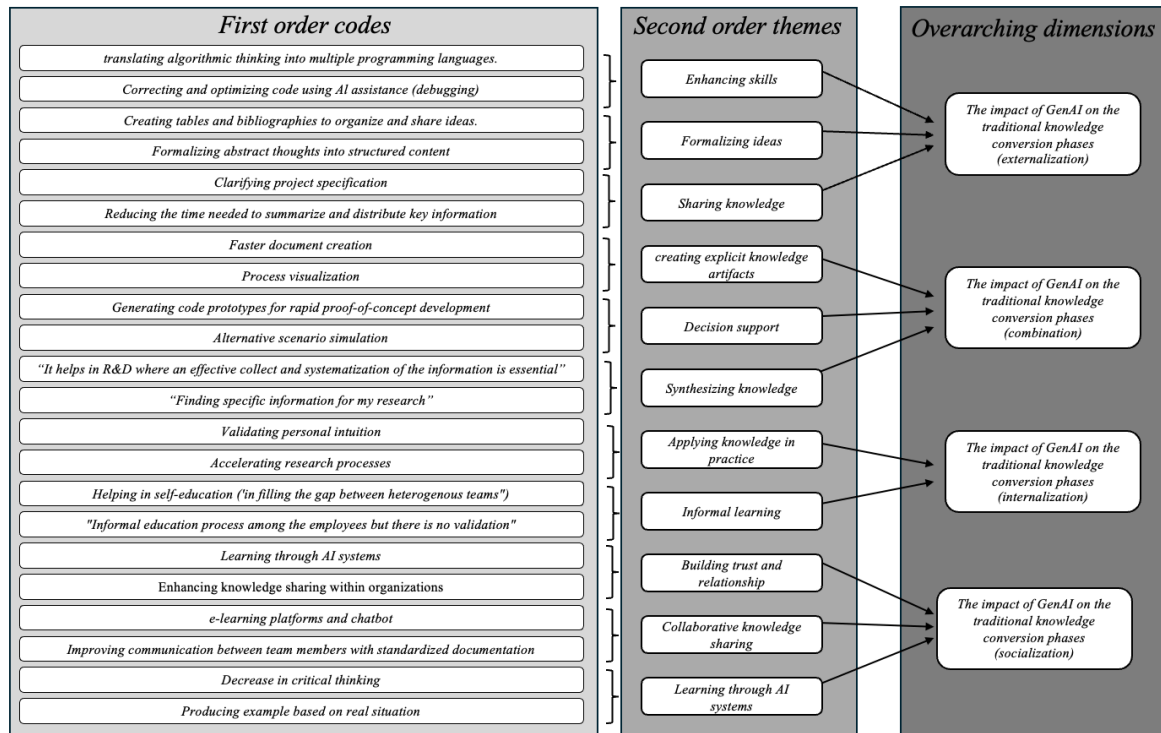 First order codes
translating algorithmic thinking into multiple programming languages.
Correcting and optimizing code using AI assistance (debugging)
Creating tables and bibliographies to organize and share ideas.
Formalizing abstract thoughts into structured content
Clarifying project specification
Reducing the time needed to summarize and distribute key information
Faster document creation
Process visualization
Generating code prototypes for rapid proof-of-concept development
Alternative scenario simulation
“It helps in R&D where an effective collect and systematization of the information is essential”
“Finding specific information for my research”
Validating personal intuition
Accelerating research processes
Helping in self-education ('in filling the gap between heterogenous teams")
"Informal education process among the employees but there is no validation"
Learning through AI systems
Enhancing knowledge sharing within organizations
e-learning platforms and chatbot
Improving communication between team members with standardized documentation
Decrease in critical thinking
Producing example based on real situation
Second order themes
Enhancing skills
Formalizing ideas
Sharing knowledge
creating explicit knowledge
artifacts
Decision support
Synthesizing knowledge
Applying knowledge in
practice
Informal learning
Building trust and
relationship
Collaborative knowledge
sharing
Learning through AI
systems
Overarching dimensions
The impact of GenAI on the
traditional knowledge
conversion phases
(externalization)
The impact of GenAI on the
traditional knowledge
conversion phases
(combination)
The impact of GenAI on the
traditional knowledge
conversion phases
(internalization)
The impact of GenAI on the
traditional knowledge
conversion phases
(socialization)